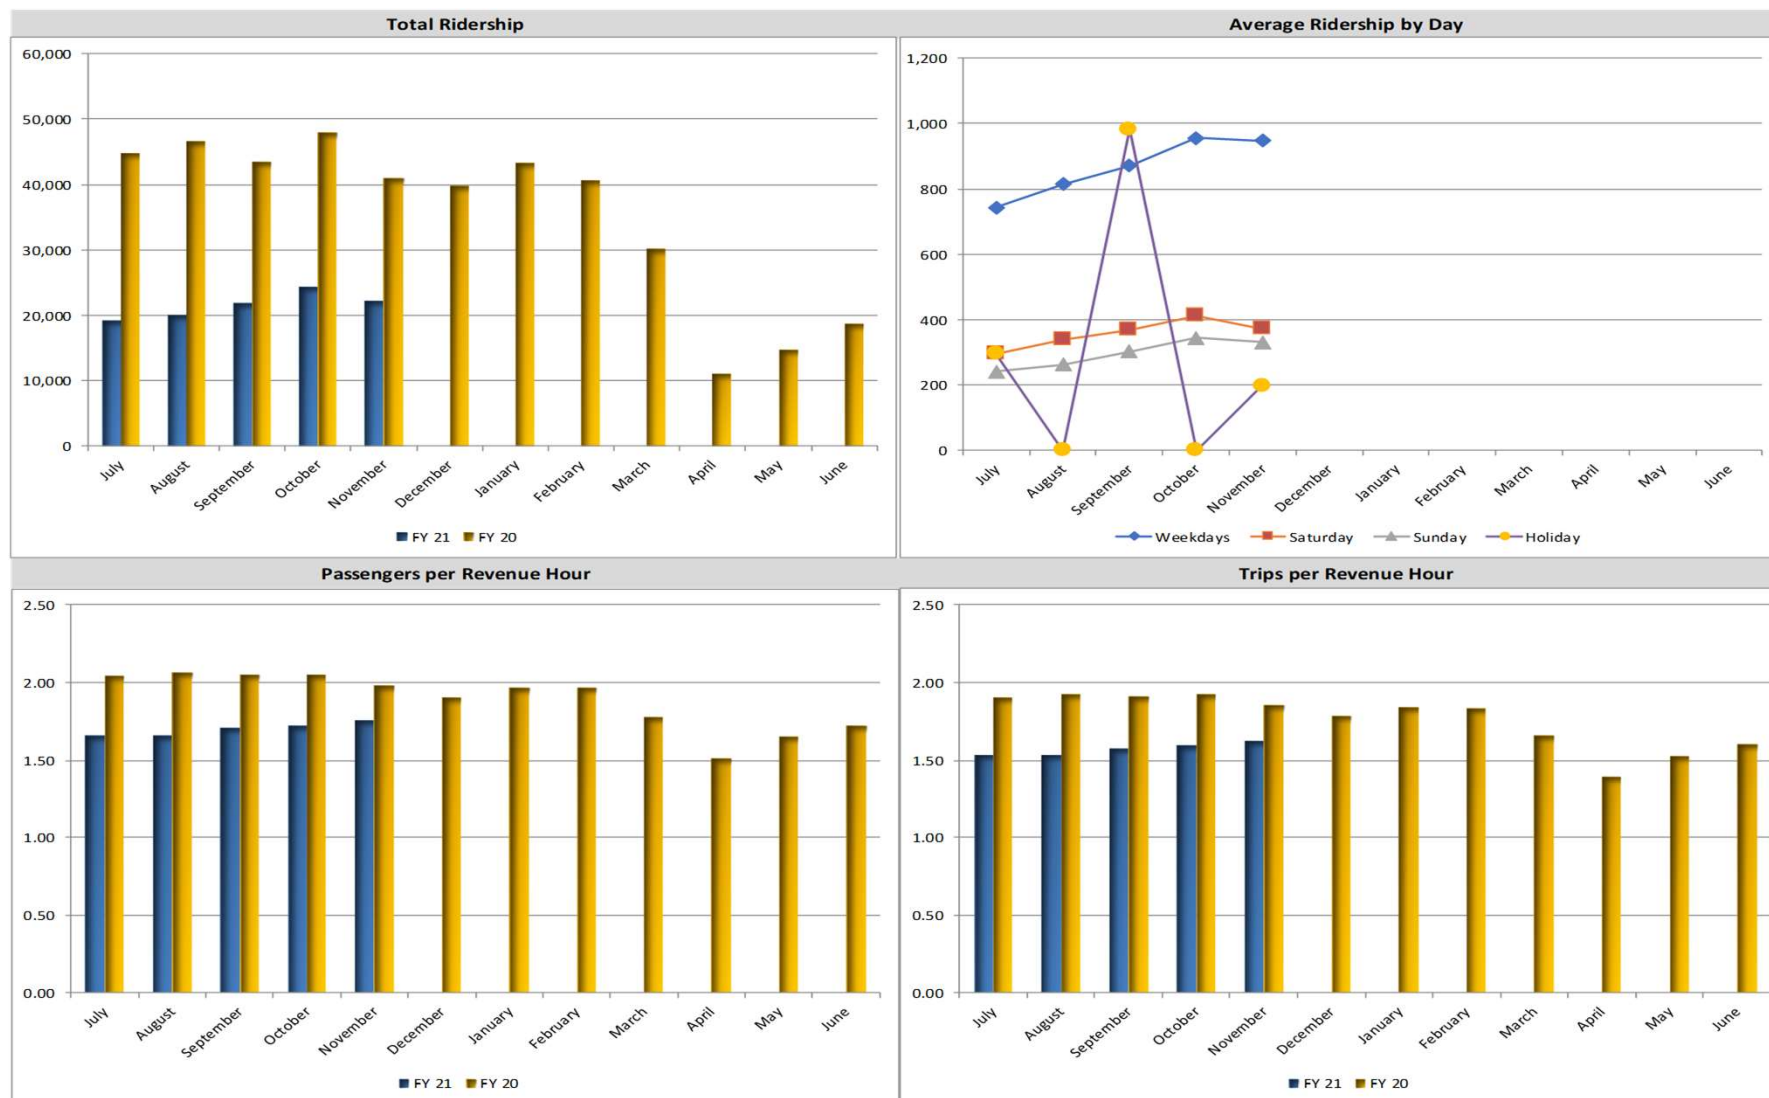 Total Ridership
60,000
50,000
40,000
30,000
20,000
10,000
0
July
August
September
October
November
December
January
February
March
April
May
June
FY 21 FY 20
Average Ridership by Day
1,200
1,000
800
600
400
200
0
July
August
September
October
November
December
January
February
March
April
May
June
Weekdays Saturday Sunday Holiday
Passengers per Revenue Hour
2.50
2.00
1.50
1.00
0.50
0.00
July
August
September
October
November
December
January
February
March
April
May
June
FY 21 FY 20
Trips per Revenue Hour
2.50
2.00
1.50
1.00
0.50
0.00
July
August
September
October
November
December
January
February
March
April
May
June
FY 21 FY 20